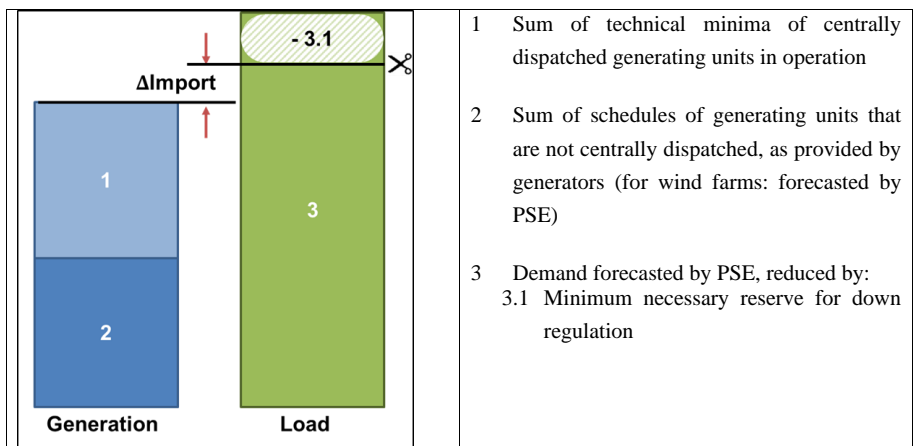 - 3.1
ΔImport
1
3
2
Generation
Load
1 Sum of technical minima of centrally
dispatched generating units in operation
2 Sum of schedules of generating units that
are not centrally dispatched, as provided by
generators (for wind farms: forecasted by
PSE)
3 Demand forecasted by PSE, reduced by:
3.1 Minimum necessary reserve for down
regulation